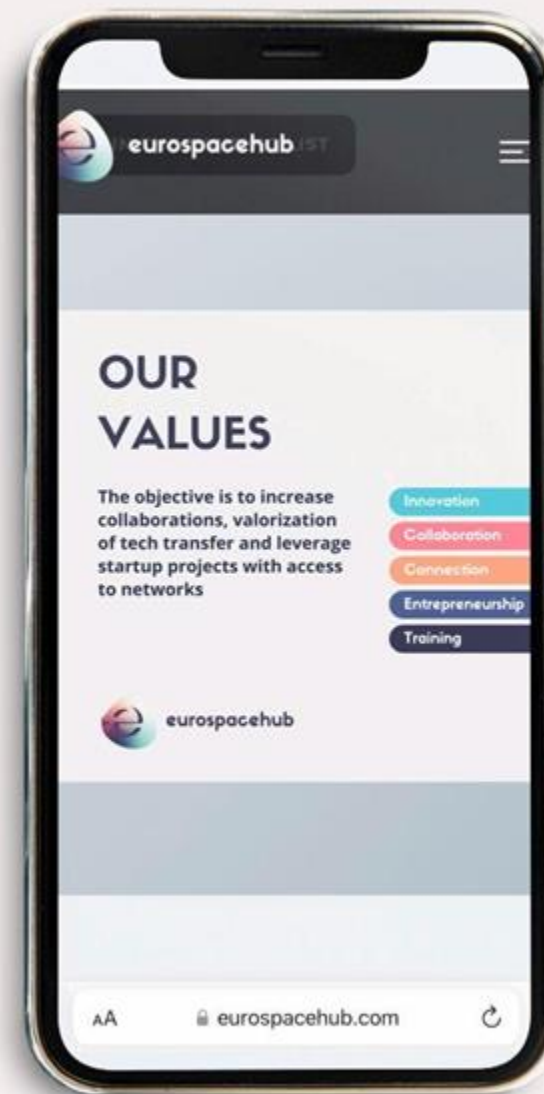 eurospacehub
OUR
VALUES
The objective is to increase
collaborations, valorization
of tech transfer and leverage
startup projects with access
to networks
Innovation
Collaboration
Connection
Entrepreneurship
Training
eurospacehub
AA
eurospacehub.com